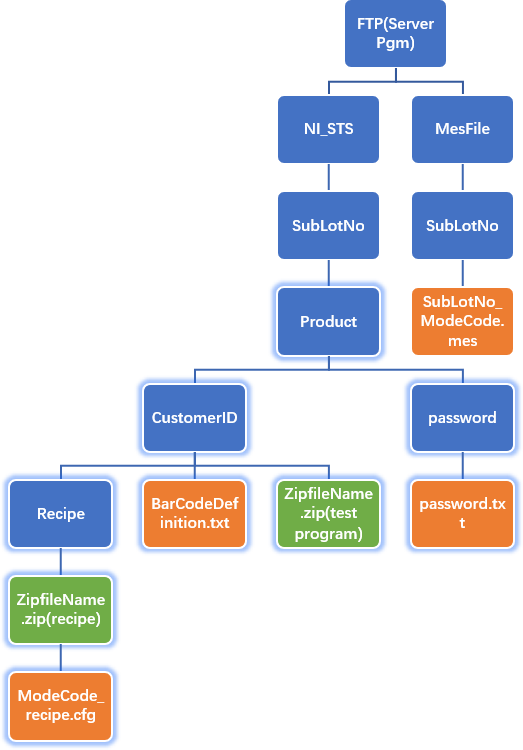 FTP(Server
Pgm)
NI_STS
MesFile
SubLotNo
SubLotNo
Product
SubLotNo_
ModeCode.
mes
CustomerID
password
Recipe
BarCodeDef
inition.txt
ZipfileName
.zip(test
program)
password.tx
t
ZipfileName
.zip(recipe)
ModeCode_
recipe.cfg